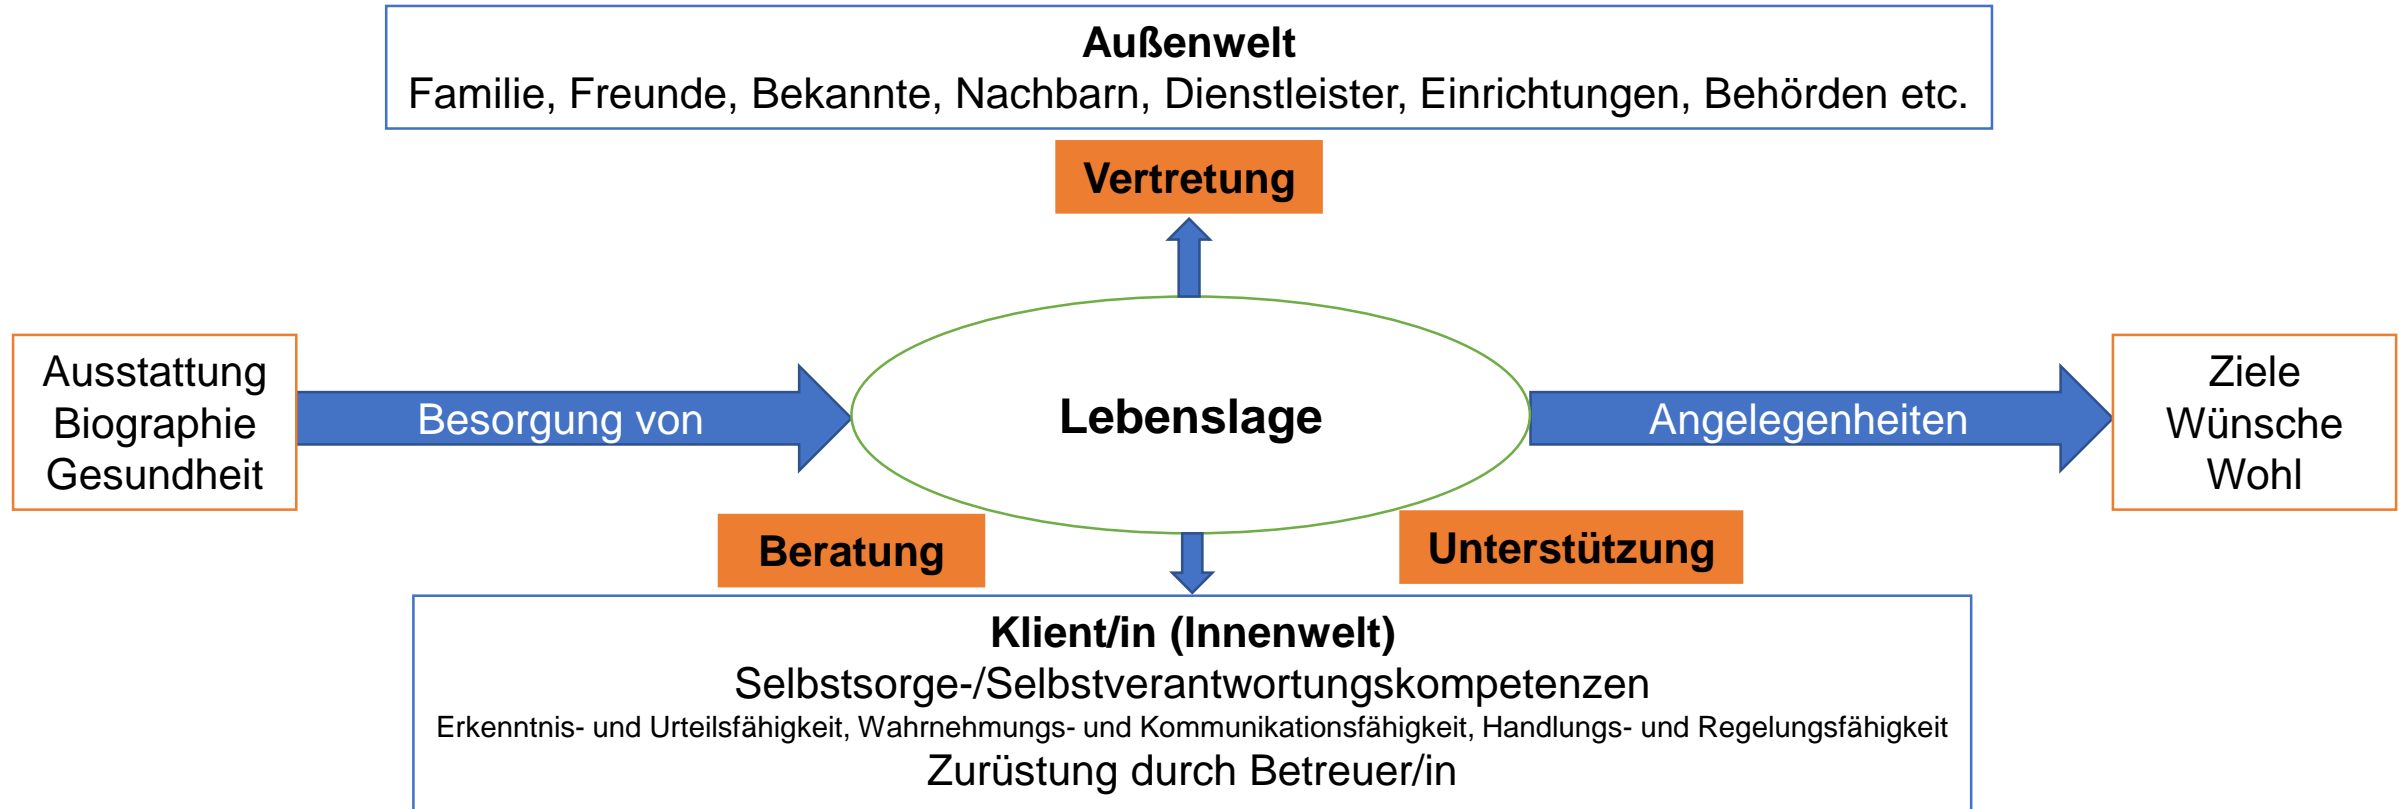 Außenwelt
Familie, Freunde, Bekannte, Nachbarn, Dienstleister, Einrichtungen, Behörden etc.
Vertretung
Ausstattung
Biographie
Gesundheit
Besorgung von
Lebenslage
Angelegenheiten
Ziele
Wünsche
Wohl
Beratung
Unterstützung
Klient/in (Innenwelt)
Selbstsorge-/Selbstverantwortungskompetenzen
Erkenntnis- und Urteilsfähigkeit, Wahrnehmungs- und Kommunikationsfähigkeit, Handlungs- und Regelungsfähigkeit
Zurüstung durch Betreuer/in